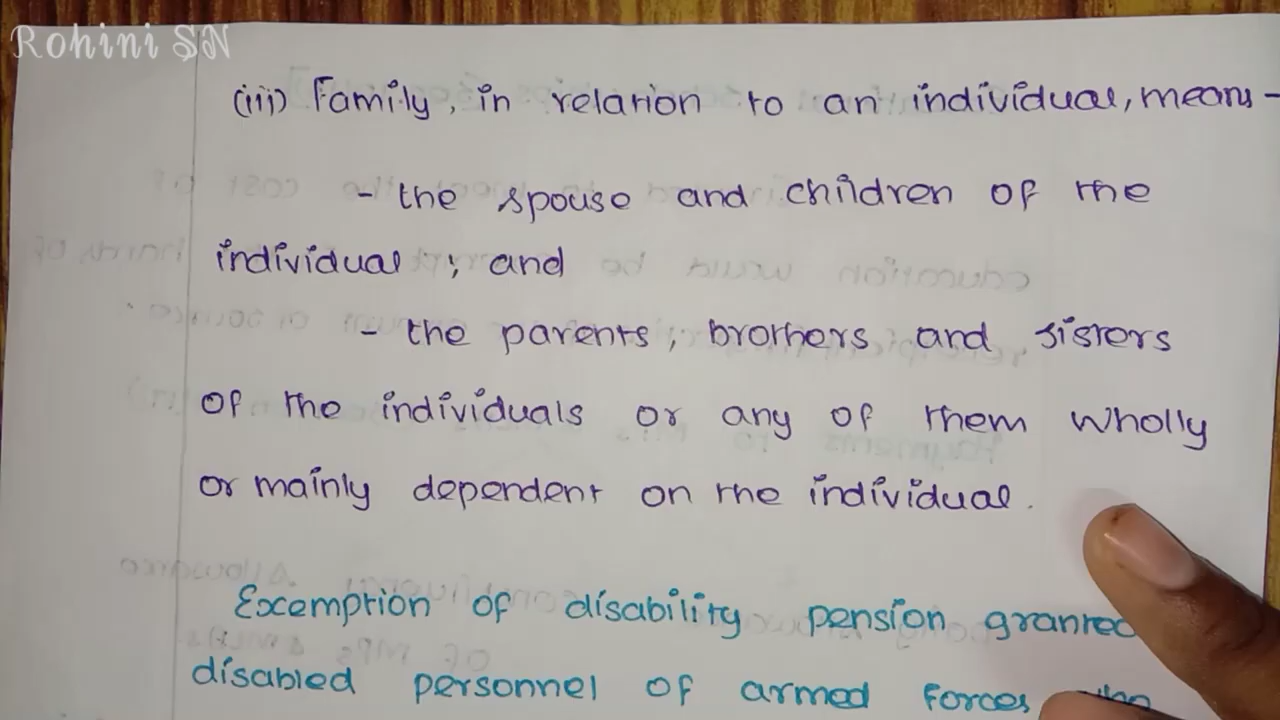 Rohini SN
(iii) Family, in relation to an individual, means -
- the spouse and children of the
individual ; and
- the parents, brothers and sisters
of the individuals or any of them wholly
or mainly dependent on the individual.
Exemption of disability pension granted
disabled personnel of armed forces who